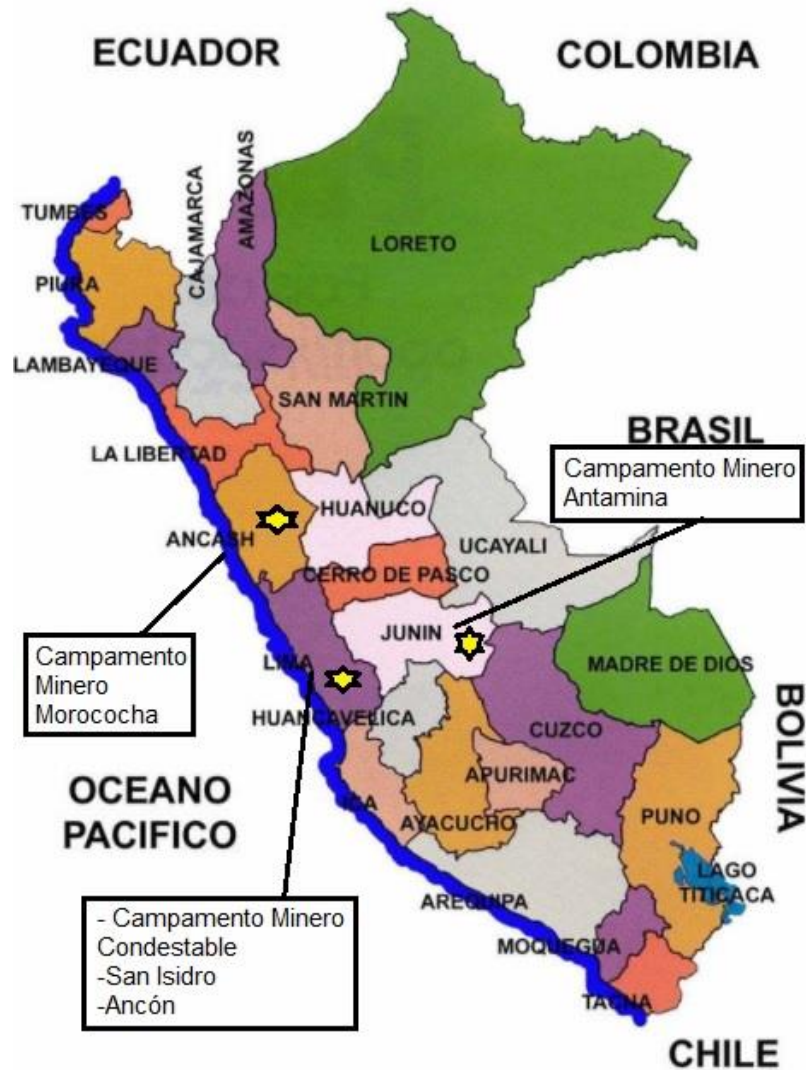 ECUADOR
COLOMBIA
TUMBES
PIURA
CAJAMARCA
AMAZONAS
LORETO
LAMBAYEQUE
SAN MARTIN
LA LIBERTAD
BRASIL
Campamento Minero
Antamina
HUANUCO
ANCASH
UCAYALI
CERRO DE PASCO
JUNIN
Campamento
Minero
Morococha
LIMA
MADRE DE DIOS
HUANCAVELICA
CUZCO
BOLIVIA
OCEANO
PACIFICO
APURIMAC
ICA
AYACUCHO
PUNO
LAGO
TITICACA
AREQUIPA
- Campamento Minero
Condestable
-San Isidro
-Ancón
MOQUEGUA
TACNA
CHILE